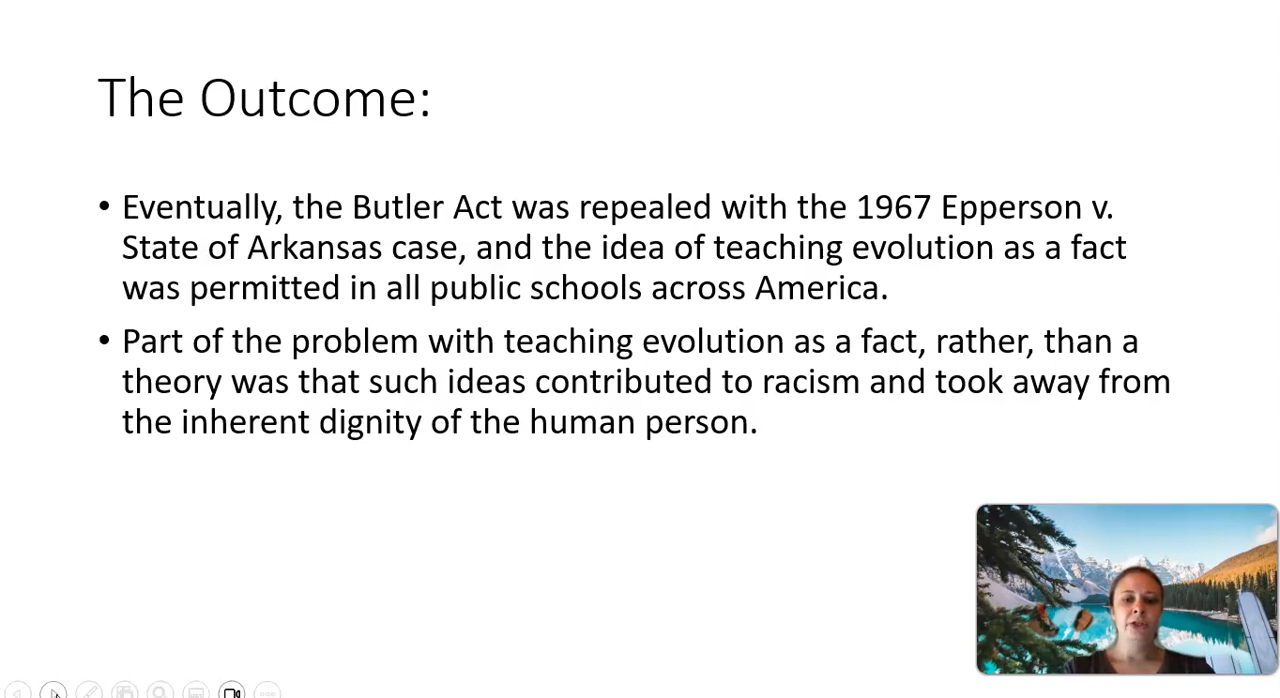 The Outcome:
• Eventually, the Butler Act was repealed with the 1967 Epperson v.
State of Arkansas case, and the idea of teaching evolution as a fact
was permitted in all public schools across America.
• Part of the problem with teaching evolution as a fact, rather, than a
theory was that such ideas contributed to racism and took away from
the inherent dignity of the human person.